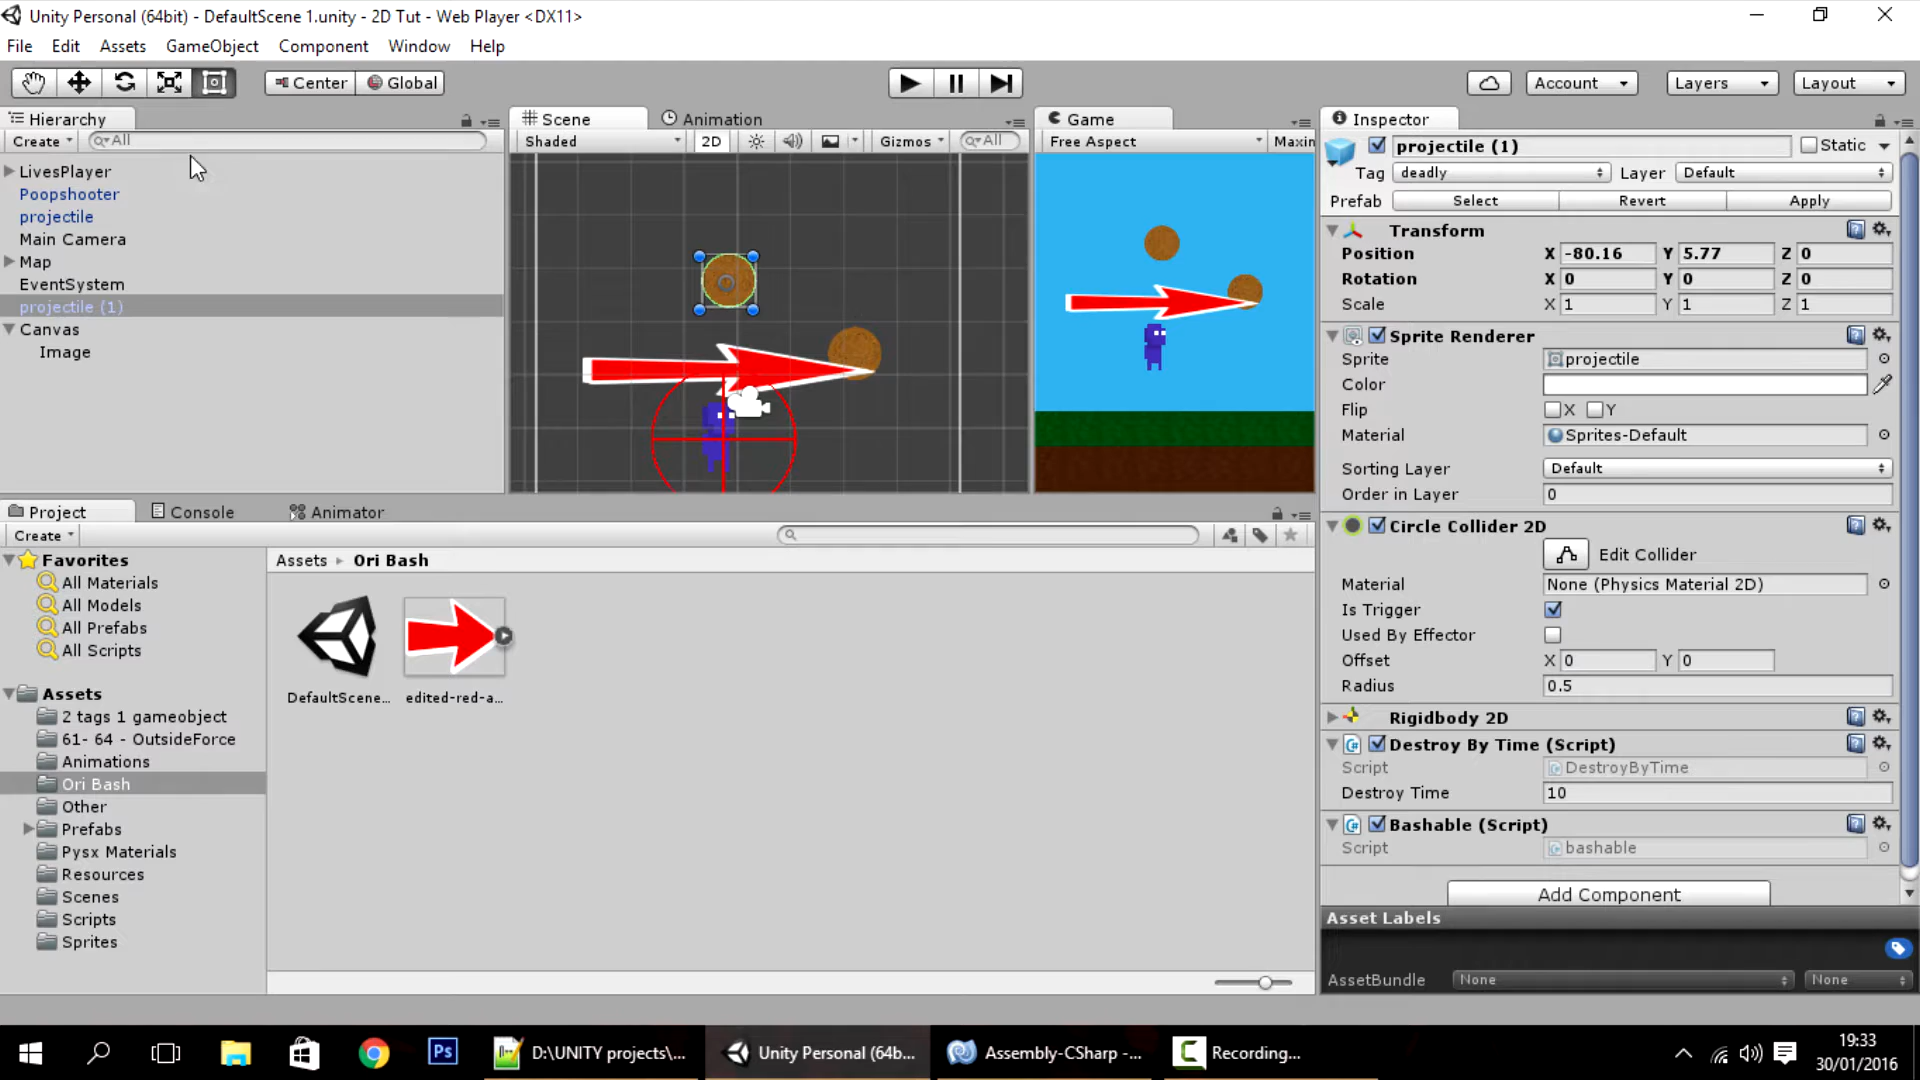 Unity Personal (64bit) - DefaultScene 1.unity - 2D Tut - Web Player <DX11>
File Edit Assets GameObject Component Window Help
Center Global
Account Layers Layout
Hierarchy
Create All
LivesPlayer
Poopshooter
projectile
Main Camera
Map
EventSystem
projectile (1)
Canvas
Image
Scene Animation
Shaded 2D Gizmos All
Game
Free Aspect Maxin
Inspector
projectile (1) Static
Tag deadly Layer Default
Prefab Select Revert Apply
Transform
Position X -80.16 Y 5.77 Z 0
Rotation X 0 Y 0 Z 0
Scale X 1 Y 1 Z 1
Sprite Renderer
Sprite projectile
Color
Flip X Y
Material Sprites-Default
Sorting Layer Default
Order in Layer 0
Circle Collider 2D
Edit Collider
Material None (Physics Material 2D)
Is Trigger
Used By Effector
Offset X 0 Y 0
Radius 0.5
Rigidbody 2D
Destroy By Time (Script)
Script DestroyByTime
Destroy Time 10
Bashable (Script)
Script bashable
Add Component
Asset Labels
AssetBundle None None
Project Console Animator
Create
Favorites
All Materials
All Models
All Prefabs
All Scripts
Assets
2 tags 1 gameobject
61- 64 - OutsideForce
Animations
Ori Bash
Other
Prefabs
Pysx Materials
Resources
Scenes
Scripts
Sprites
Assets Ori Bash
DefaultScene... edited-red-a...
Ps D:\UNITY projects\... Unity Personal (64b... Assembly-CSharp -... C Recording...
19:33
30/01/2016